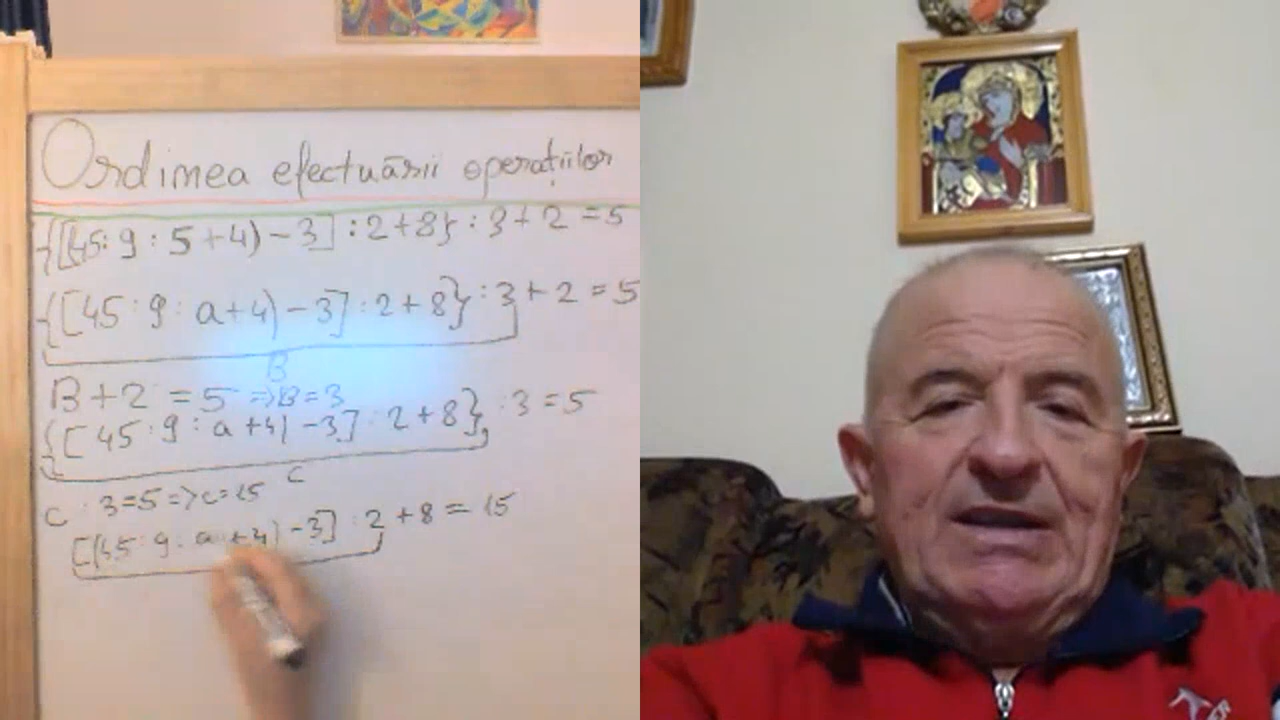 Ordinea efectuării operațiilor
{[(45:9:5+4)-3]:2+8}:3+2=5
{[45:9:a+4)-3]:2+8}:3+2=5
B
B+2=5=>B=3
{[45:9:a+4)-3]:2+8}:3=5
C
C:3=5=>C=15
[(45:9:a+4)-3]:2+8=15